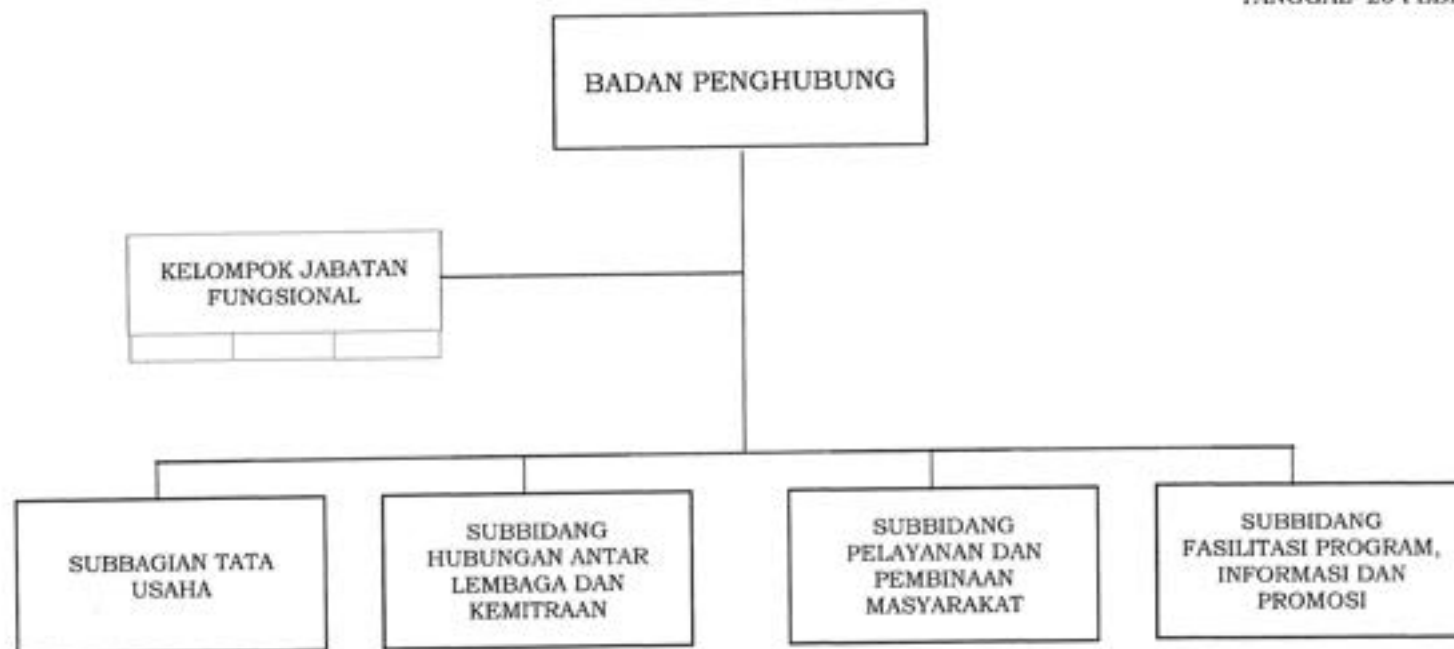 TANGGAL
BADAN PENGHUBUNG
KELOMPOK JABATAN
FUNGSIONAL
SUBBAGIAN TATA
USAHA
SUBBIDANG
HUBUNGAN ANTAR
LEMBAGA DAN
KEMITRAAN
SUBBIDANG
PELAYANAN DAN
PEMBINAAN
MASYARAKAT
SUBBIDANG
FASILITASI PROGRAM,
INFORMASI DAN
PROMOSI